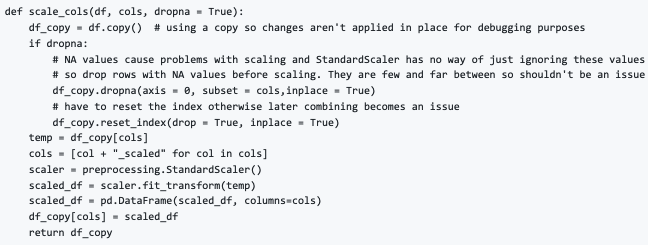 def scale_cols(df, cols, dropna = True):
    df_copy = df.copy()  # using a copy so changes aren't applied in place for debugging purposes
    if dropna:
        # NA values cause problems with scaling and StandardScaler has no way of just ignoring these values
        # so drop rows with NA values before scaling. They are few and far between so shouldn't be an issue
        df_copy.dropna(axis = 0, subset = cols,inplace = True)
        # have to reset the index otherwise later combining becomes an issue
        df_copy.reset_index(drop = True, inplace = True)
    temp = df_copy[cols]
    cols = [col + "_scaled" for col in cols]
    scaler = preprocessing.StandardScaler()
    scaled_df = scaler.fit_transform(temp)
    scaled_df = pd.DataFrame(scaled_df, columns=cols)
    df_copy[cols] = scaled_df
    return df_copy